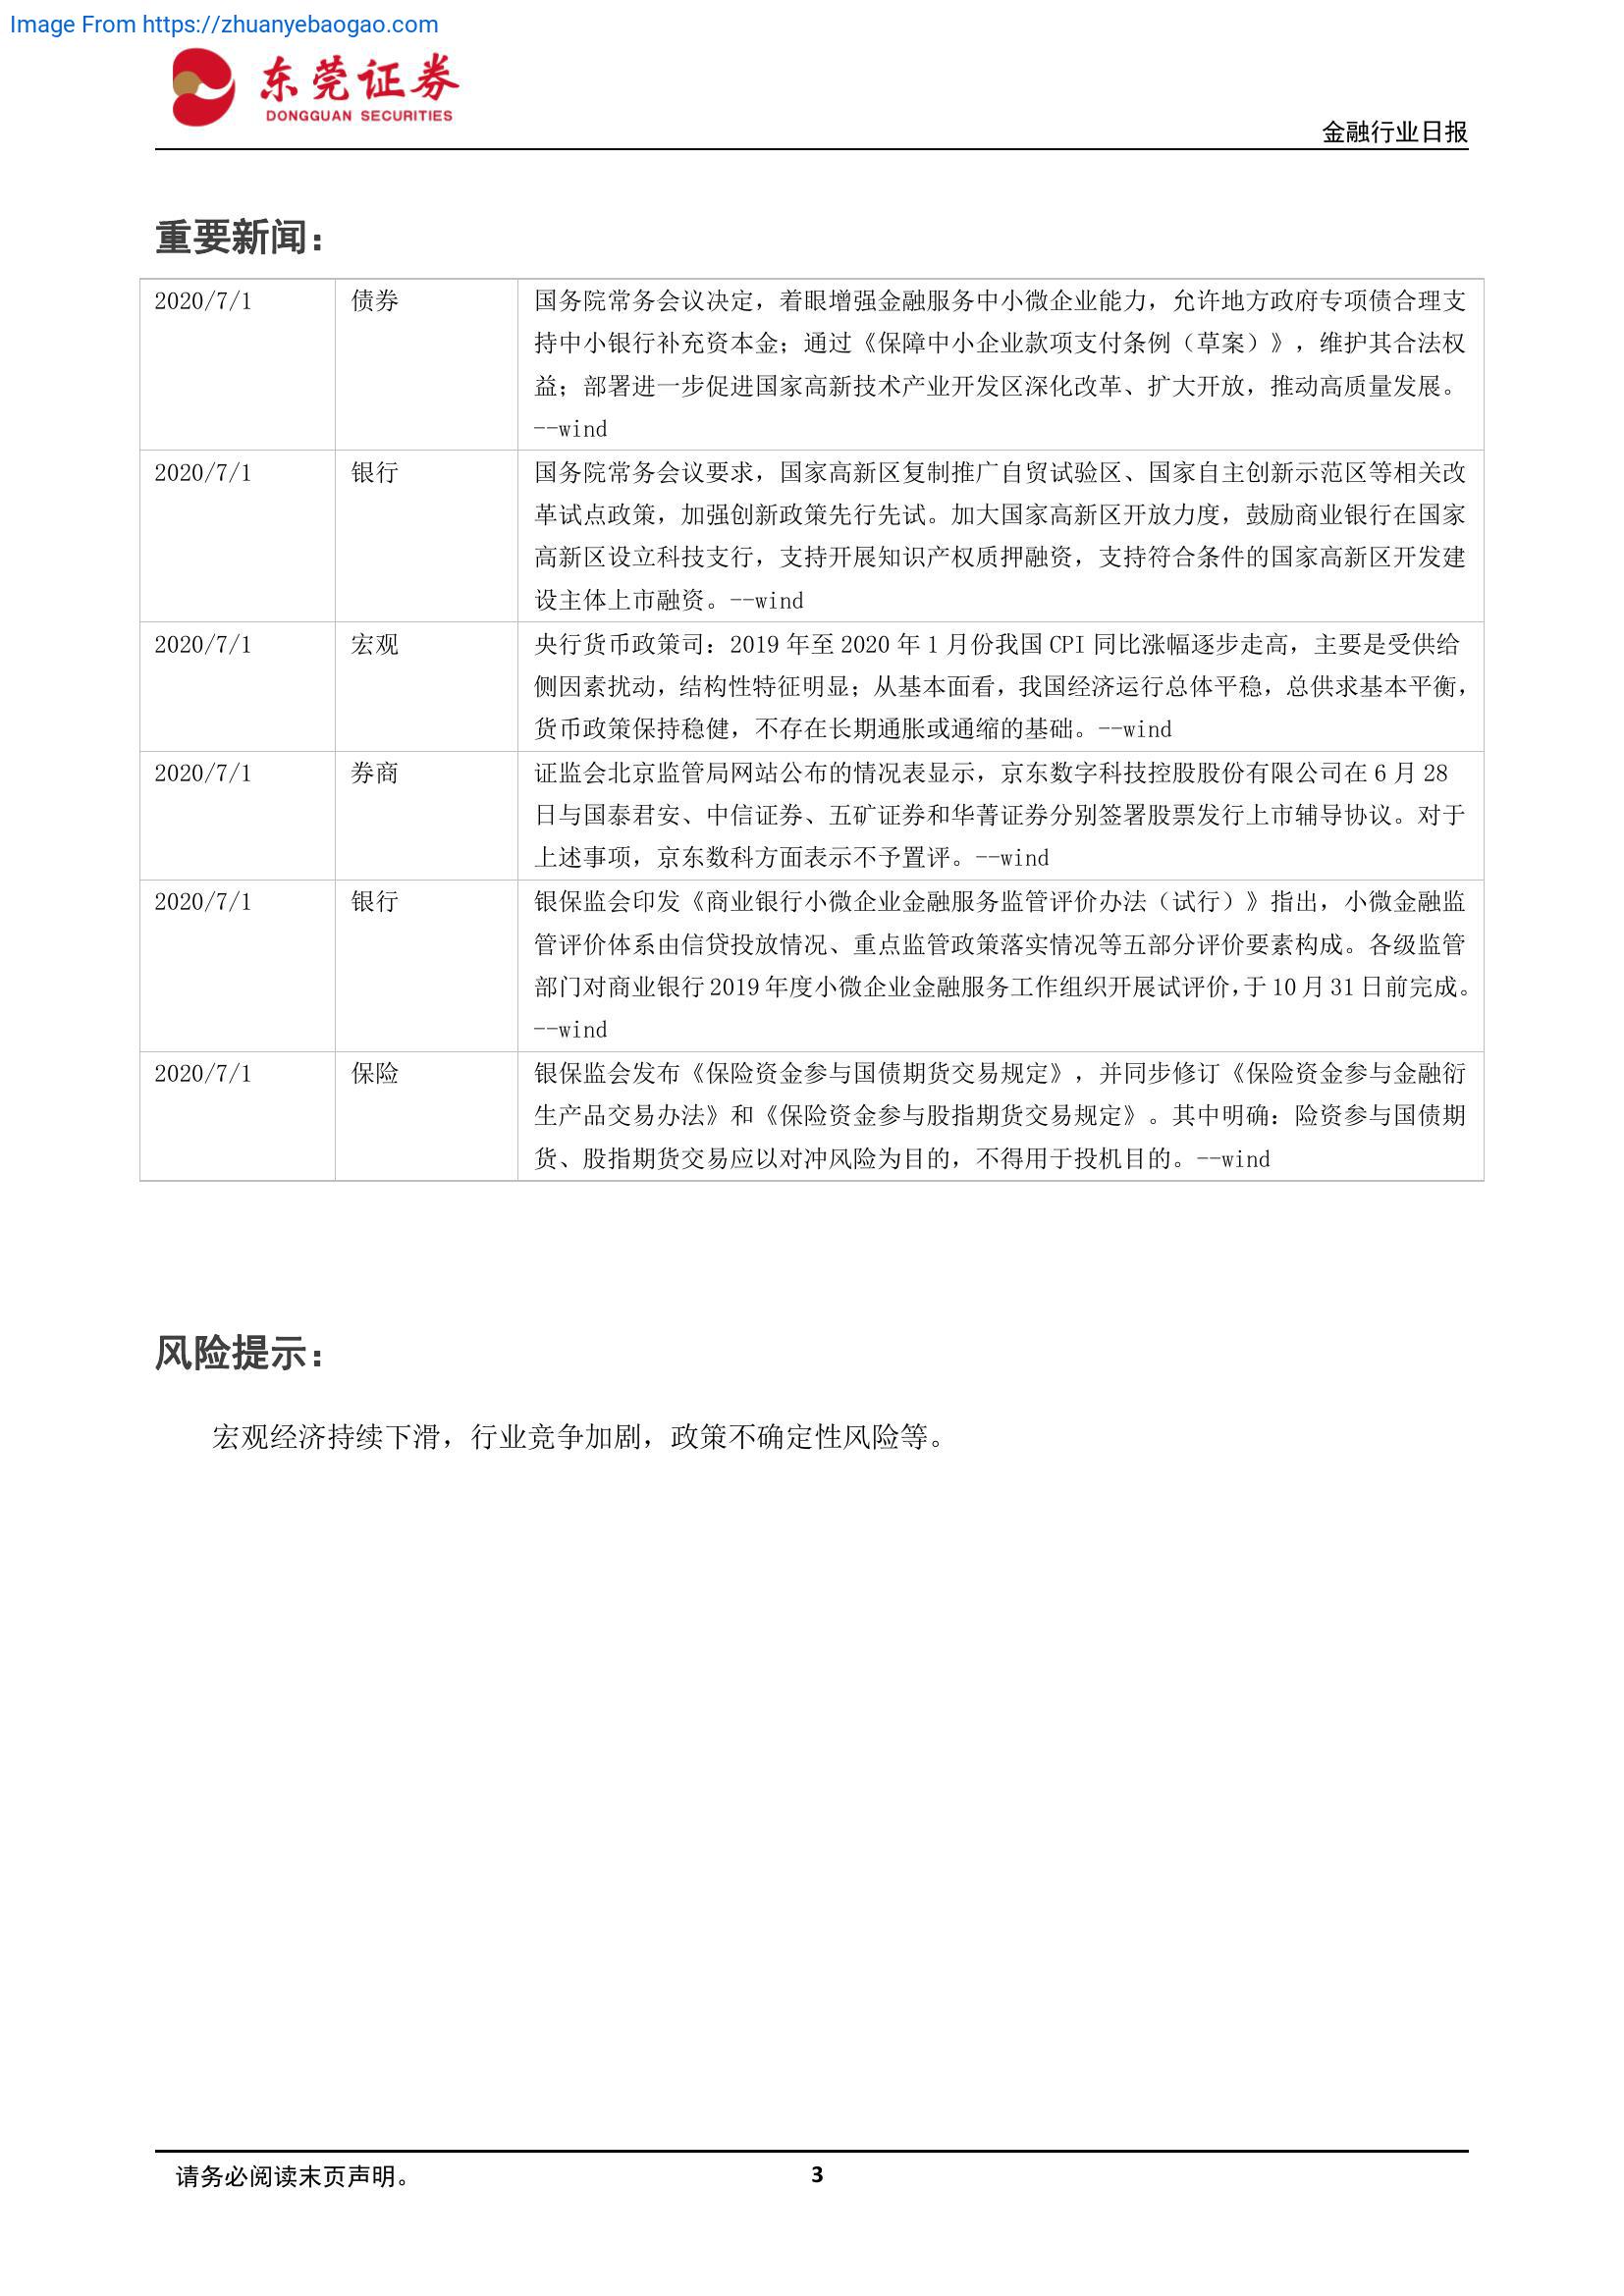 Image From https://zhuanyebaogao.com
东莞证券
DONGGUAN SECURITIES
金融行业日报
重要新闻：
2020/7/1 债券 国务院常务会议决定，着眼增强金融服务中小微企业能力，允许地方政府专项债合理支
持中小银行补充资本金；通过《保障中小企业款项支付条例（草案）》，维护其合法权
益；部署进一步促进国家高新技术产业开发区深化改革、扩大开放，推动高质量发展。
--wind
2020/7/1 银行 国务院常务会议要求，国家高新区复制推广自贸试验区、国家自主创新示范区等相关改
革试点政策，加强创新政策先行先试。加大国家高新区开放力度，鼓励商业银行在国家
高新区设立科技支行，支持开展知识产权质押融资，支持符合条件的国家高新区开发建
设主体上市融资。--wind
2020/7/1 宏观 央行货币政策司：2019 年至 2020 年 1 月份我国 CPI 同比涨幅逐步走高，主要是受供给
侧因素扰动，结构性特征明显；从基本面看，我国经济运行总体平稳，总供求基本平衡，
货币政策保持稳健，不存在长期通胀或通缩的基础。--wind
2020/7/1 券商 证监会北京监管局网站公布的情况表显示，京东数字科技控股股份有限公司在 6 月 28
日与国泰君安、中信证券、五矿证券和华菁证券分别签署股票发行上市辅导协议。对于
上述事项，京东数科方面表示不予置评。--wind
2020/7/1 银行 银保监会印发《商业银行小微企业金融服务监管评价办法（试行）》指出，小微金融监
管评价体系由信贷投放情况、重点监管政策落实情况等五部分评价要素构成。各级监管
部门对商业银行 2019 年度小微企业金融服务工作组织开展试评价，于 10 月 31 日前完成。
--wind
2020/7/1 保险 银保监会发布《保险资金参与国债期货交易规定》，并同步修订《保险资金参与金融衍
生产品交易办法》和《保险资金参与股指期货交易规定》。其中明确：险资参与国债期
货、股指期货交易应以对冲风险为目的，不得用于投机目的。--wind
风险提示：
宏观经济持续下滑，行业竞争加剧，政策不确定性风险等。
请务必阅读末页声明。
3